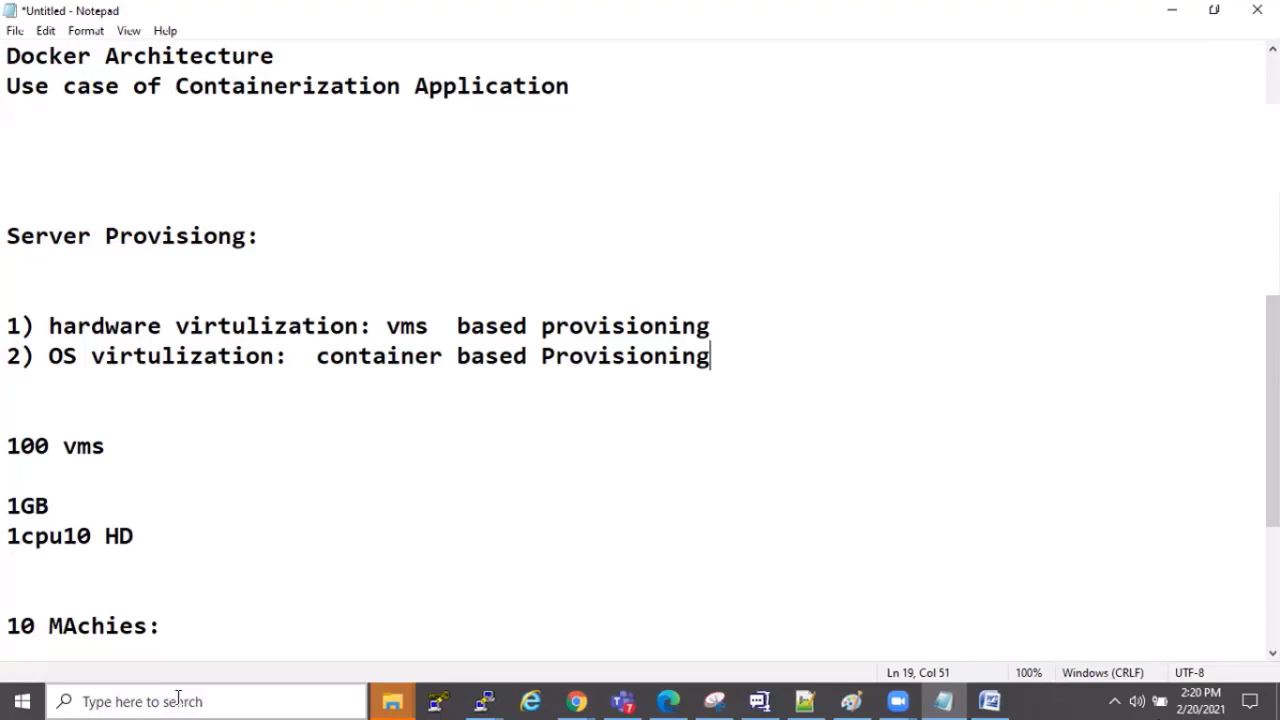 *Untitled - Notepad
File Edit Format View Help
Docker Architecture
Use case of Containerization Application
Server Provisiong:
1) hardware virtulization: vms  based provisioning
2) OS virtulization:  container based Provisioning
100 vms
1GB
1cpu10 HD
10 MAchies:
Ln 19, Col 51 100% Windows (CRLF) UTF-8
Type here to search
2:20 PM
2/20/2021